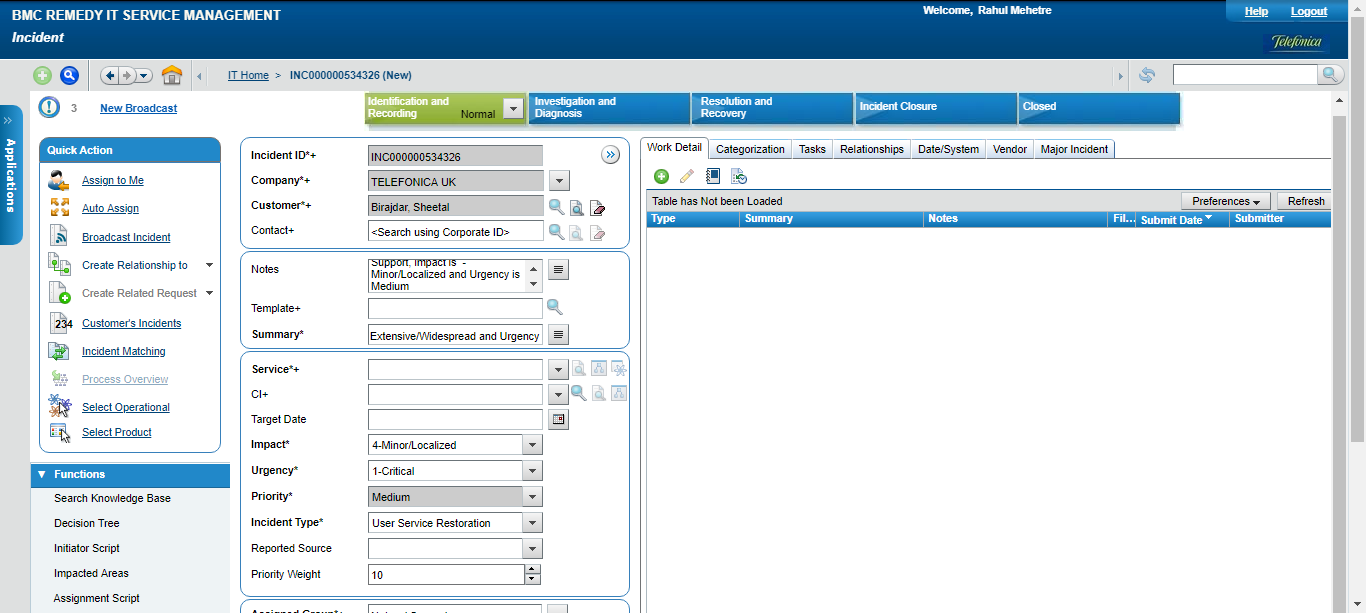 BMC REMEDY IT SERVICE MANAGEMENT
Welcome, Rahul Mehetre
Help
Logout
Incident
Telefónica
IT Home > INC000000534326 (New)
3 New Broadcast
Identification and
Recording
Normal
Investigation and
Diagnosis
Resolution and
Recovery
Incident Closure
Closed
Applications
Quick Action
Assign to Me
Auto Assign
Broadcast Incident
Create Relationship to
Create Related Request
234 Customer's Incidents
Incident Matching
Process Overview
Select Operational
Select Product
Functions
Search Knowledge Base
Decision Tree
Initiator Script
Impacted Areas
Assignment Script
Incident ID*+ INC000000534326
Company*+ TELEFONICA UK
Customer*+ Birajdar, Sheetal
Contact+ <Search using Corporate ID>
Notes
Support, Impact is -
Minor/Localized and Urgency is
Medium
Template+
Summary* Extensive/Widespread and Urgency
Service*+
CI+
Target Date
Impact* 4-Minor/Localized
Urgency* 1-Critical
Priority* Medium
Incident Type* User Service Restoration
Reported Source
Priority Weight 10
Work Detail Categorization Tasks Relationships Date/System Vendor Major Incident
Table has Not been Loaded
Preferences
Refresh
Type Summary Notes Fil... Submit Date Submitter